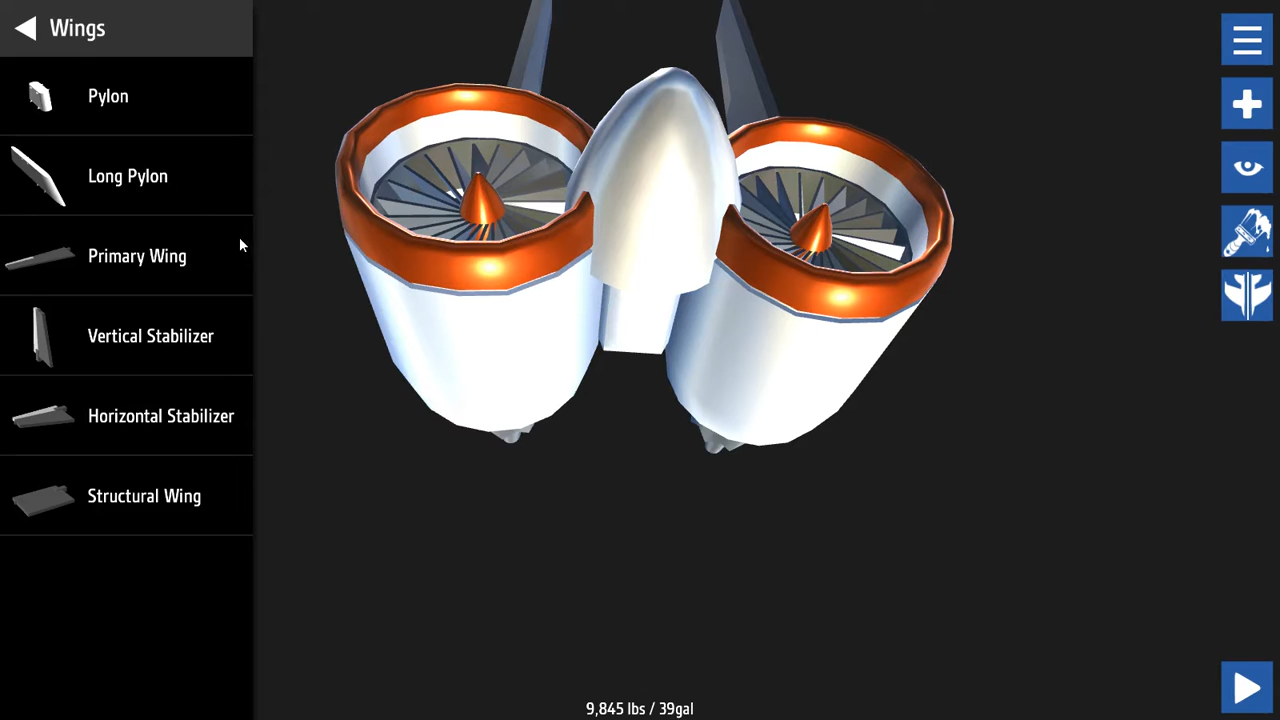 Wings
Pylon
Long Pylon
Primary Wing
Vertical Stabilizer
Horizontal Stabilizer
Structural Wing
9,845 lbs / 39gal